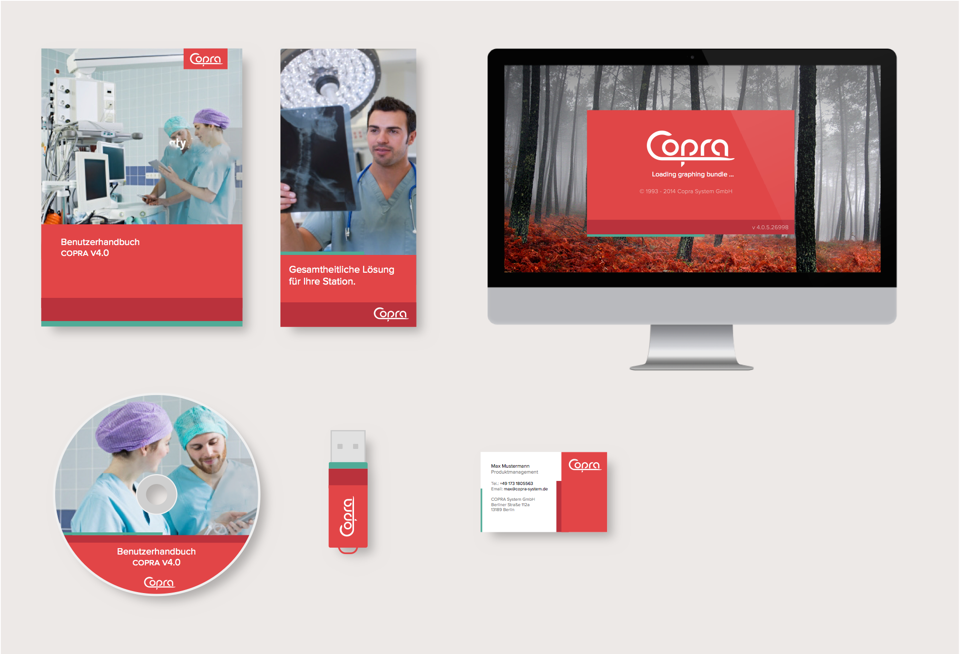 Copra
ty
Benutzerhandbuch
COPRA V4.0
Gesamtheitliche Lösung
für Ihre Station.
Copra
Copra
Loading graphing bundle ...
© 1993 - 2014 Copra System GmbH
v 4.0.5.26998
Benutzerhandbuch
COPRA V4.0
Copra
Copra
Max Mustermann
Produktmanagement
Tel.: +49 173 1805563
Email: max@copra-system.de
COPRA System GmbH
Berliner Straße 112a
13189 Berlin
Copra